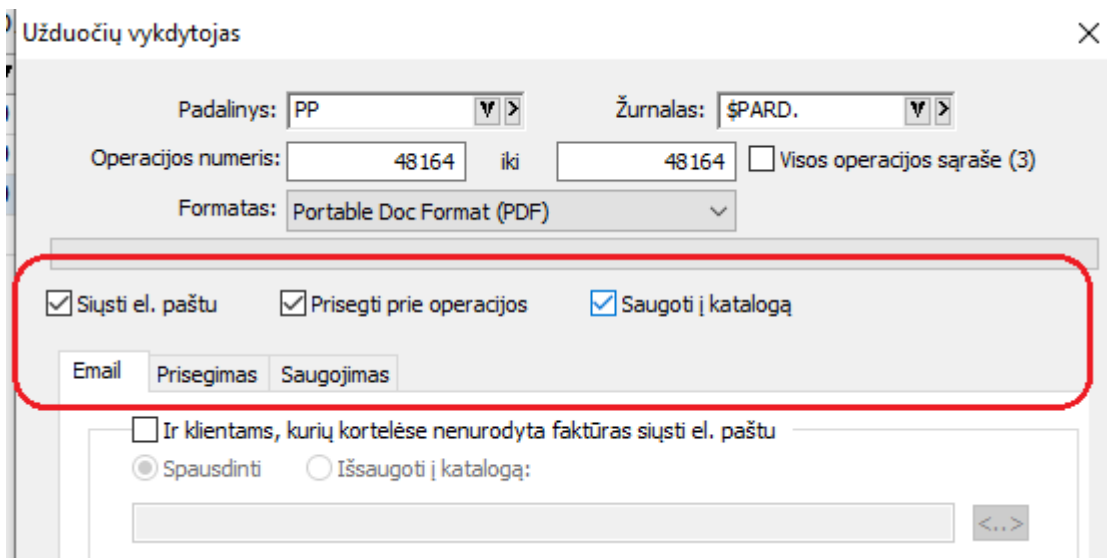 Užduočių vykdytojas
Padalinys: PP Žurnalas: $PARD.
Operacijos numeris: 48164 iki 48164 Visos operacijos sąraše (3)
Formatas: Portable Doc Format (PDF)
Siųsti el. paštu Prisegti prie operacijos Saugoti į katalogą
Email Prisegimas Saugojimas
Ir klientams, kurių kortelėse nenurodyta faktūras siųsti el. paštu
Spausdinti Išsaugoti į katalogą:
<..>